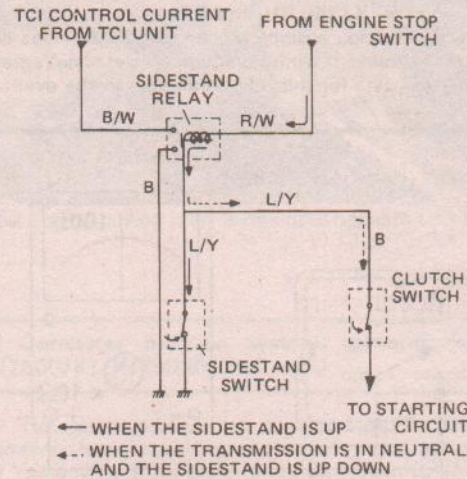 TCI CONTROL CURRENT
FROM TCI UNIT
FROM ENGINE STOP
SWITCH
SIDESTAND
RELAY
B/W
R/W
B
L/Y
L/Y
B
CLUTCH
SWITCH
SIDESTAND
SWITCH
TO STARTING
CIRCUIT
WHEN THE SIDESTAND IS UP
WHEN THE TRANSMISSION IS IN NEUTRAL
AND THE SIDESTAND IS UP DOWN